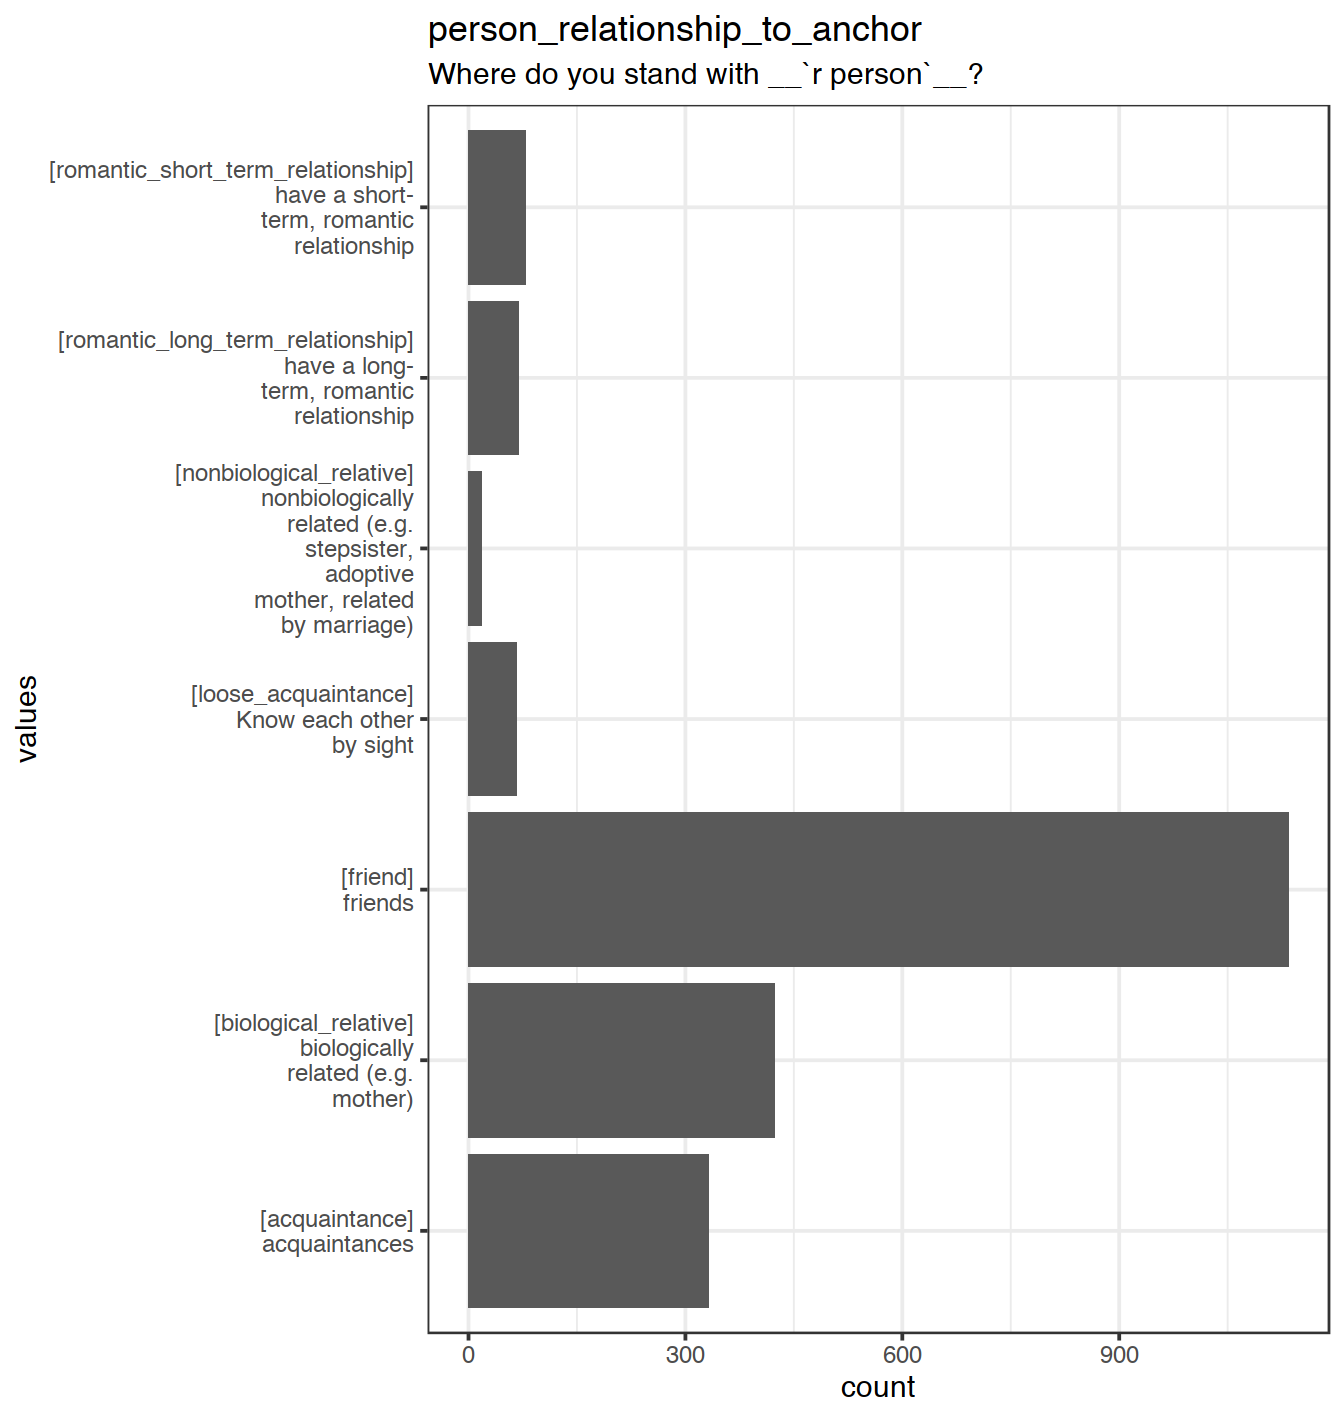 person_relationship_to_anchor
Where do you stand with __`r person`__?
[romantic_short_term_relationship]
have a short-
term, romantic
relationship
[romantic_long_term_relationship]
have a long-
term, romantic
relationship
[nonbiological_relative]
nonbiologically
related (e.g.
stepsister,
adoptive
mother, related
by marriage)
[loose_acquaintance]
Know each other
by sight
[friend]
friends
[biological_relative]
biologically
related (e.g.
mother)
[acquaintance]
acquaintances
values
0 300 600 900
count